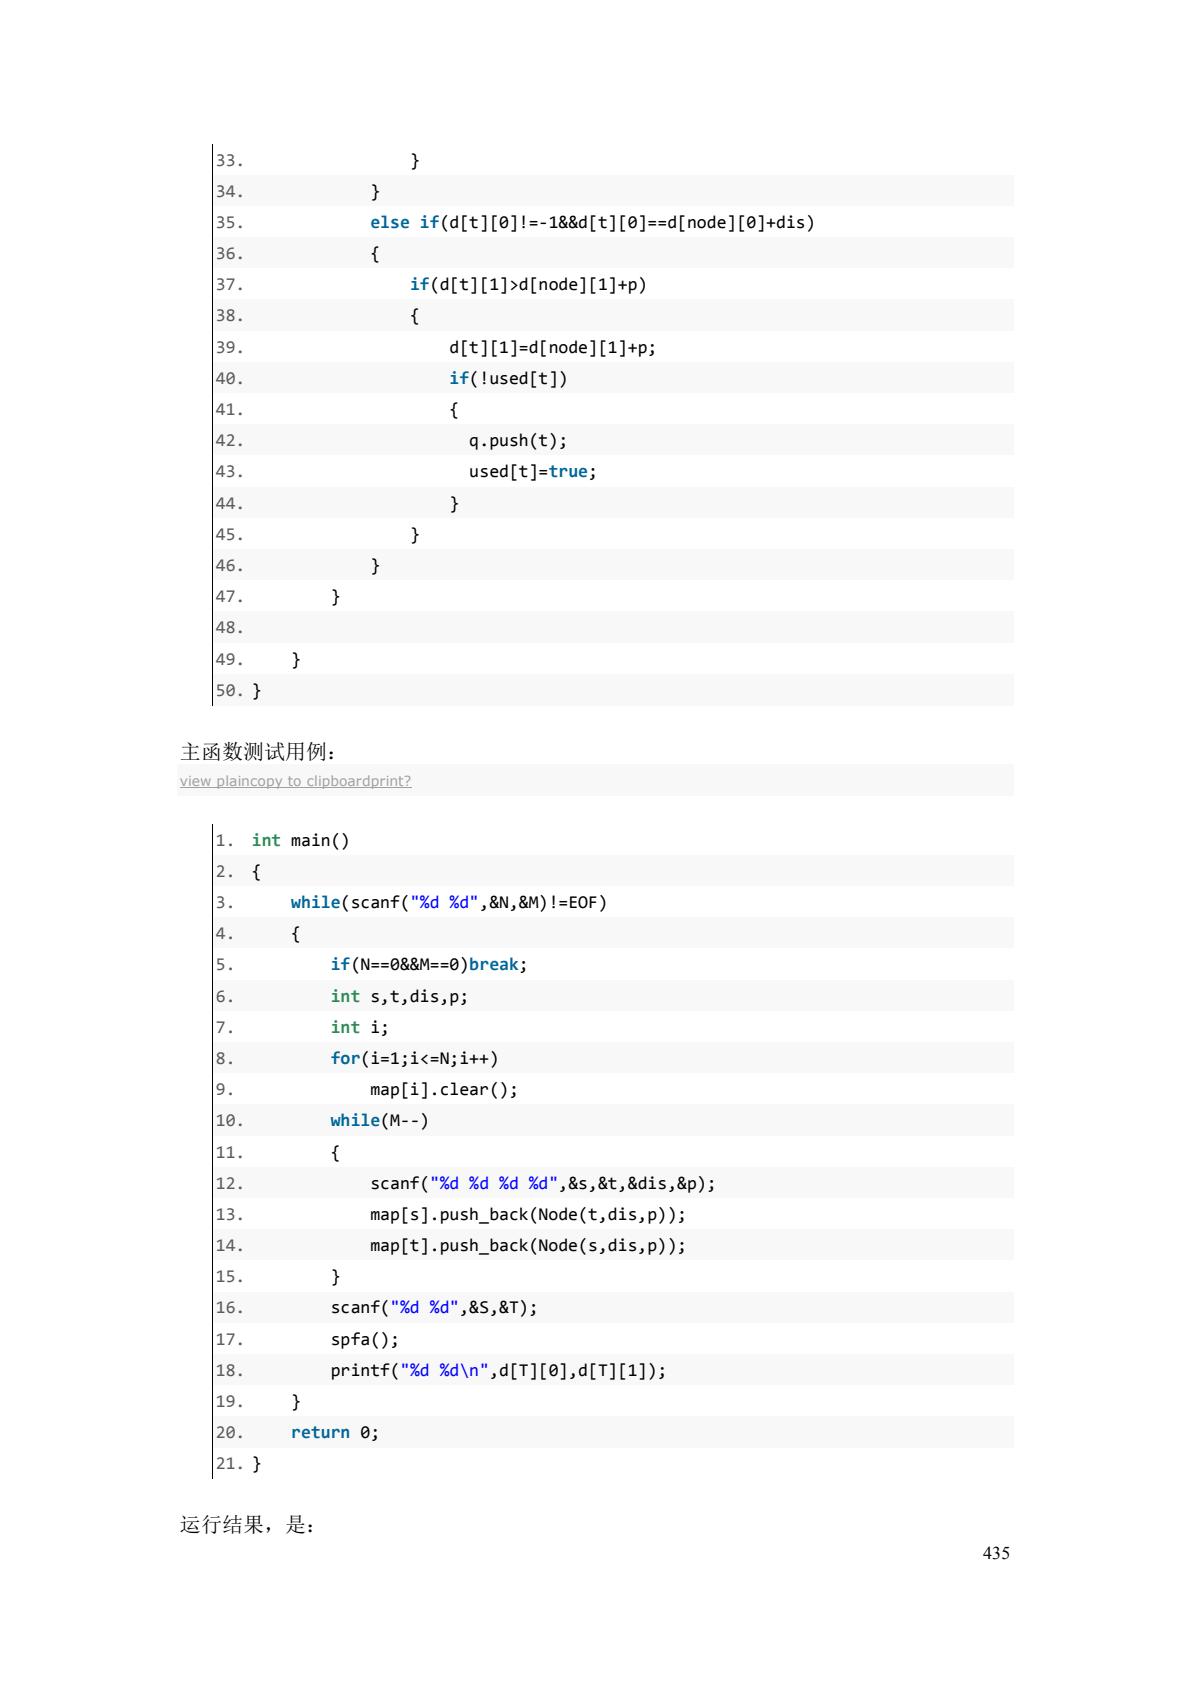 33.                 }
34.             }
35.             else if(d[t][0]!=-1&&d[t][0]==d[node][0]+dis)
36.             {
37.                 if(d[t][1]>d[node][1]+p)
38.                 {
39.                     d[t][1]=d[node][1]+p;
40.                     if(!used[t])
41.                     {
42.                       q.push(t);
43.                       used[t]=true;
44.                     }
45.                 }
46.             }
47.         }
48.
49.     }
50. }
主函数测试用例：
view plaincopy to clipboardprint?
1. int main()
2. {
3.     while(scanf("%d %d",&N,&M)!=EOF)
4.     {
5.         if(N==0&&M==0)break;
6.         int s,t,dis,p;
7.         int i;
8.         for(i=1;i<=N;i++)
9.             map[i].clear();
10.         while(M--)
11.         {
12.             scanf("%d %d %d %d",&s,&t,&dis,&p);
13.             map[s].push_back(Node(t,dis,p));
14.             map[t].push_back(Node(s,dis,p));
15.         }
16.         scanf("%d %d",&S,&T);
17.         spfa();
18.         printf("%d %d\n",d[T][0],d[T][1]);
19.     }
20.     return 0;
21. }
运行结果，是：
435